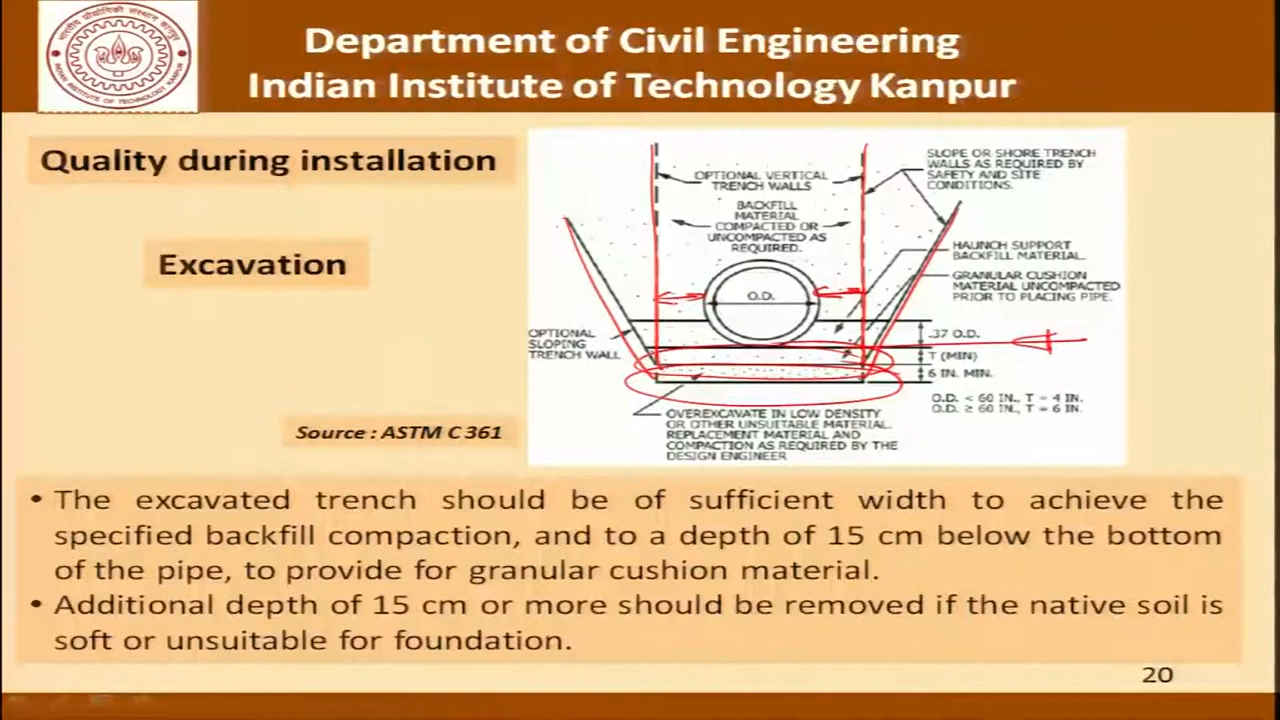 भारतीय प्रौद्योगिकी संस्थान कानपुर
INDIAN INSTITUTE OF TECHNOLOGY KANPUR
Department of Civil Engineering
Indian Institute of Technology Kanpur
Quality during installation
Excavation
Source : ASTM C 361
OPTIONAL VERTICAL
TRENCH WALLS
BACKFILL
MATERIAL
COMPACTED OR
UNCOMPACTED AS
REQUIRED.
SLOPE OR SHORE TRENCH
WALLS AS REQUIRED BY
SAFETY AND SITE
CONDITIONS.
HAUNCH SUPPORT
BACKFILL MATERIAL.
GRANULAR CUSHION
MATERIAL UNCOMPACTED
PRIOR TO PLACING PIPE.
O.D.
OPTIONAL
SLOPING
TRENCH WALL
.37 O.D.
T (MIN)
6 IN. MIN.
O.D. < 60 IN., T = 4 IN.
O.D. ≥ 60 IN., T = 6 IN.
OVEREXCAVATE IN LOW DENSITY
OR OTHER UNSUITABLE MATERIAL.
REPLACEMENT MATERIAL AND
COMPACTION AS REQUIRED BY THE
DESIGN ENGINEER
• The excavated trench should be of sufficient width to achieve the
specified backfill compaction, and to a depth of 15 cm below the bottom
of the pipe, to provide for granular cushion material.
• Additional depth of 15 cm or more should be removed if the native soil is
soft or unsuitable for foundation.
20